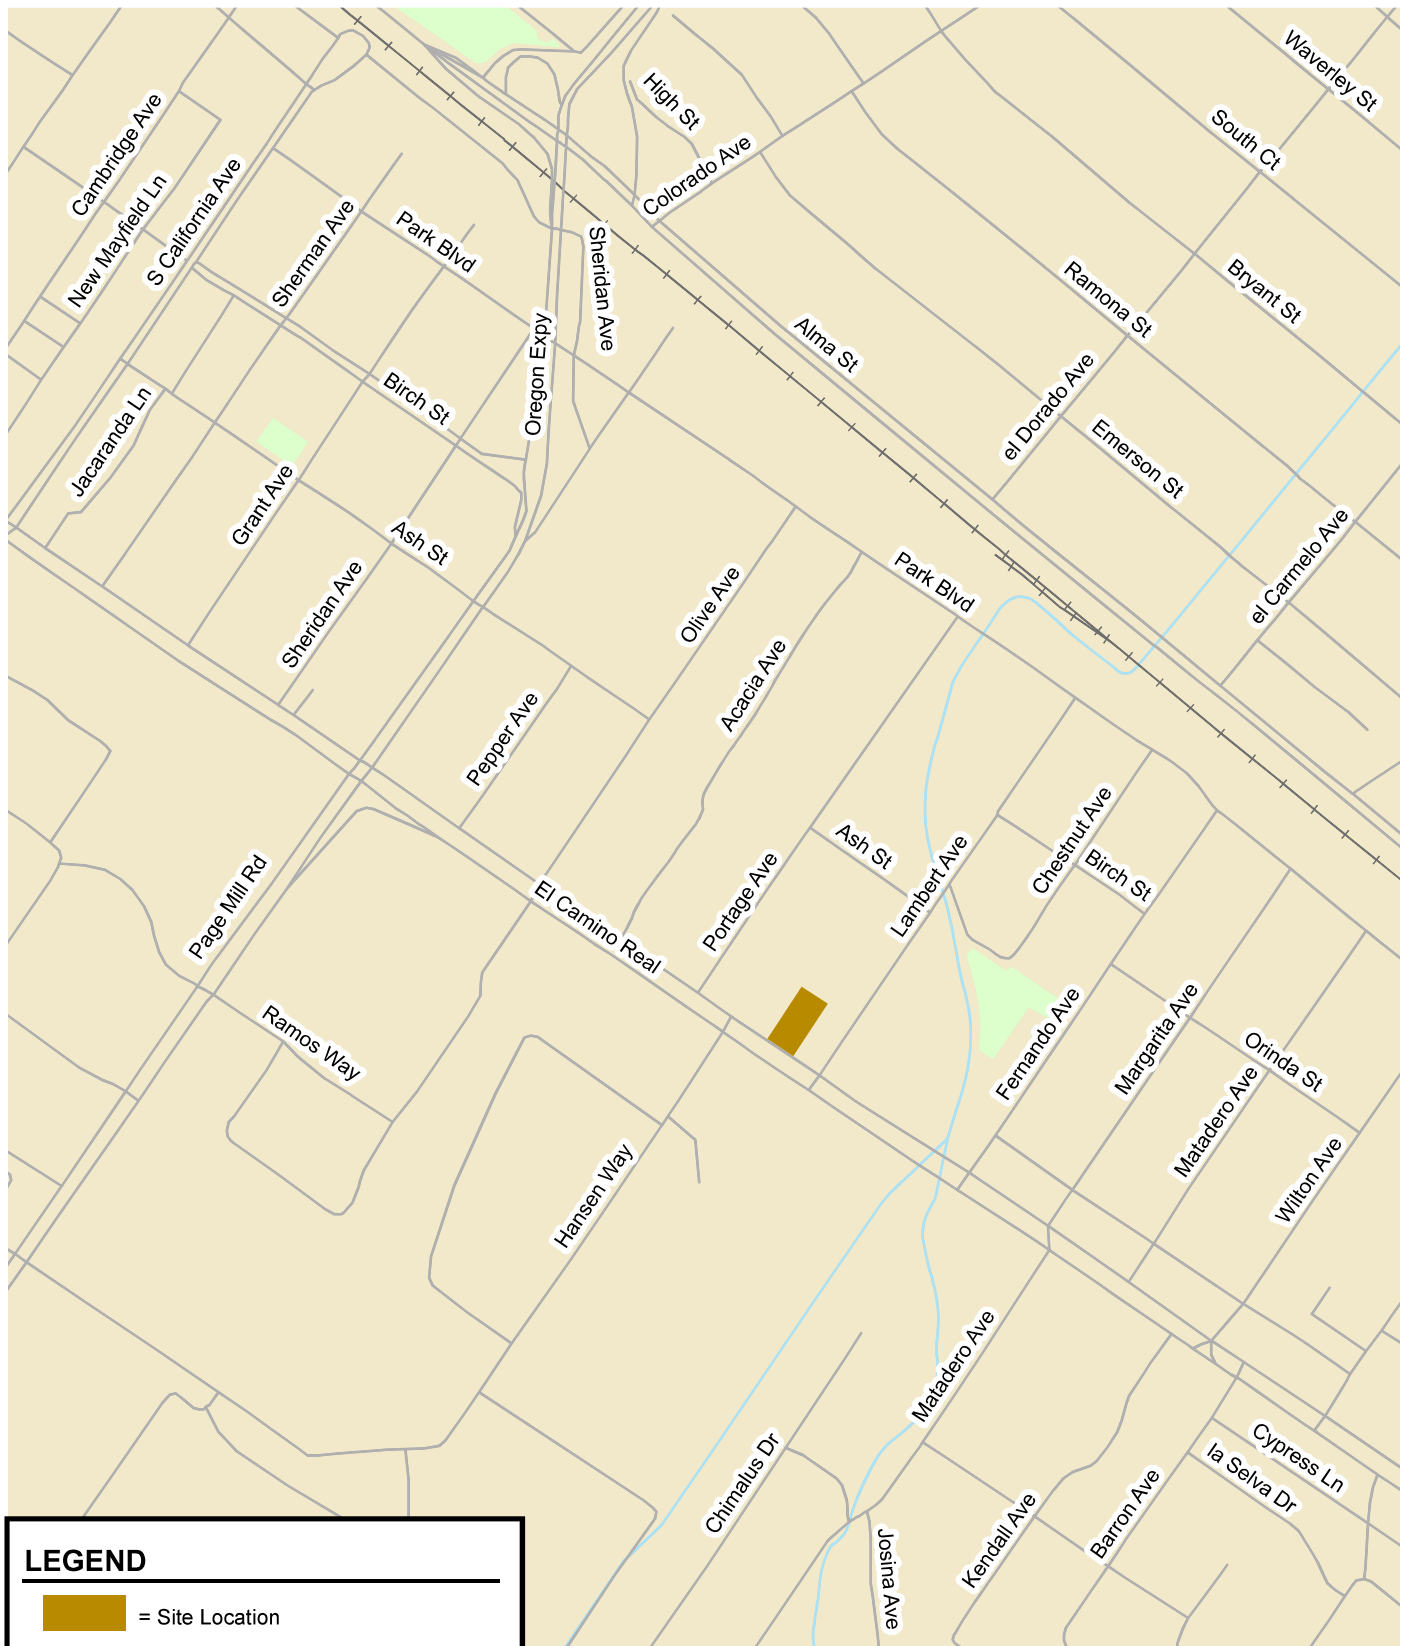 Waverley St
High St
South Ct
Cambridge Ave
Colorado Ave
New Mayfield Ln
S California Ave
Sherman Ave
Park Blvd
Sheridan Ave
Ramona St
Bryant St
Alma St
Oregon Expy
Birch St
el Dorado Ave
Jacaranda Ln
Emerson St
Grant Ave
Ash St
el Carmelo Ave
Park Blvd
Olive Ave
Sheridan Ave
Acacia Ave
Pepper Ave
Chestnut Ave
Ash St
Birch St
Lambert Ave
Portage Ave
Page Mill Rd
El Camino Real
Fernando Ave
Margarita Ave
Ramos Way
Orinda St
Matadero Ave
Hansen Way
Wilton Ave
Matadero Ave
Chimalus Dr
Cypress Ln
la Selva Dr
Barron Ave
Kendall Ave
Josina Ave
LEGEND
= Site Location